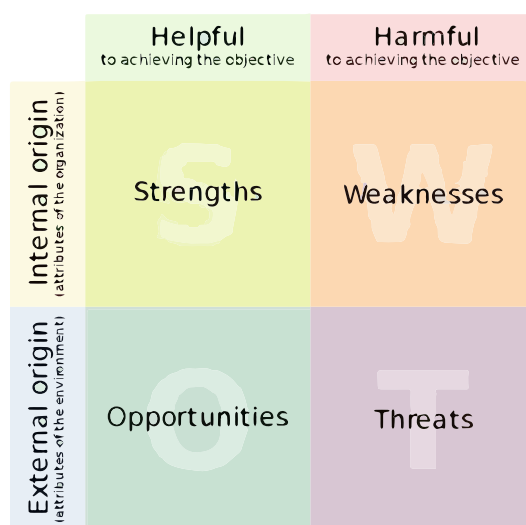 Helpful
to achieving the objective
Harmful
to achieving the objective
Internal origin
(attributes of the organization)
S
Strengths
W
Weaknesses
External origin
(attributes of the environment)
O
Opportunities
T
Threats